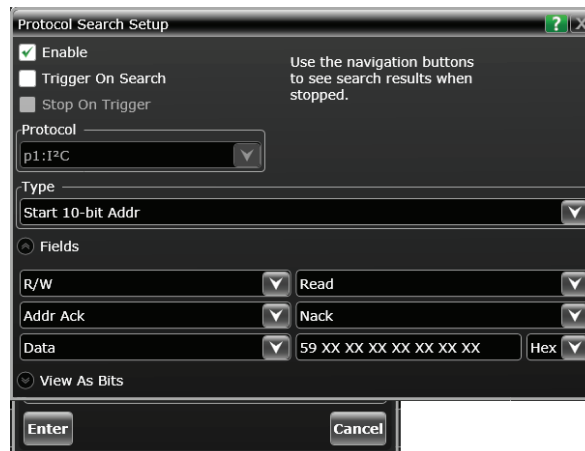 Protocol Search Setup
? X
Enable
Use the navigation buttons
to see search results when
stopped.
Trigger On Search
Stop On Trigger
Protocol
p1:I²C
Type
Start 10-bit Addr
Fields
R/W Read
Addr Ack Nack
Data 59 XX XX XX XX XX XX XX Hex
View As Bits
Enter Cancel